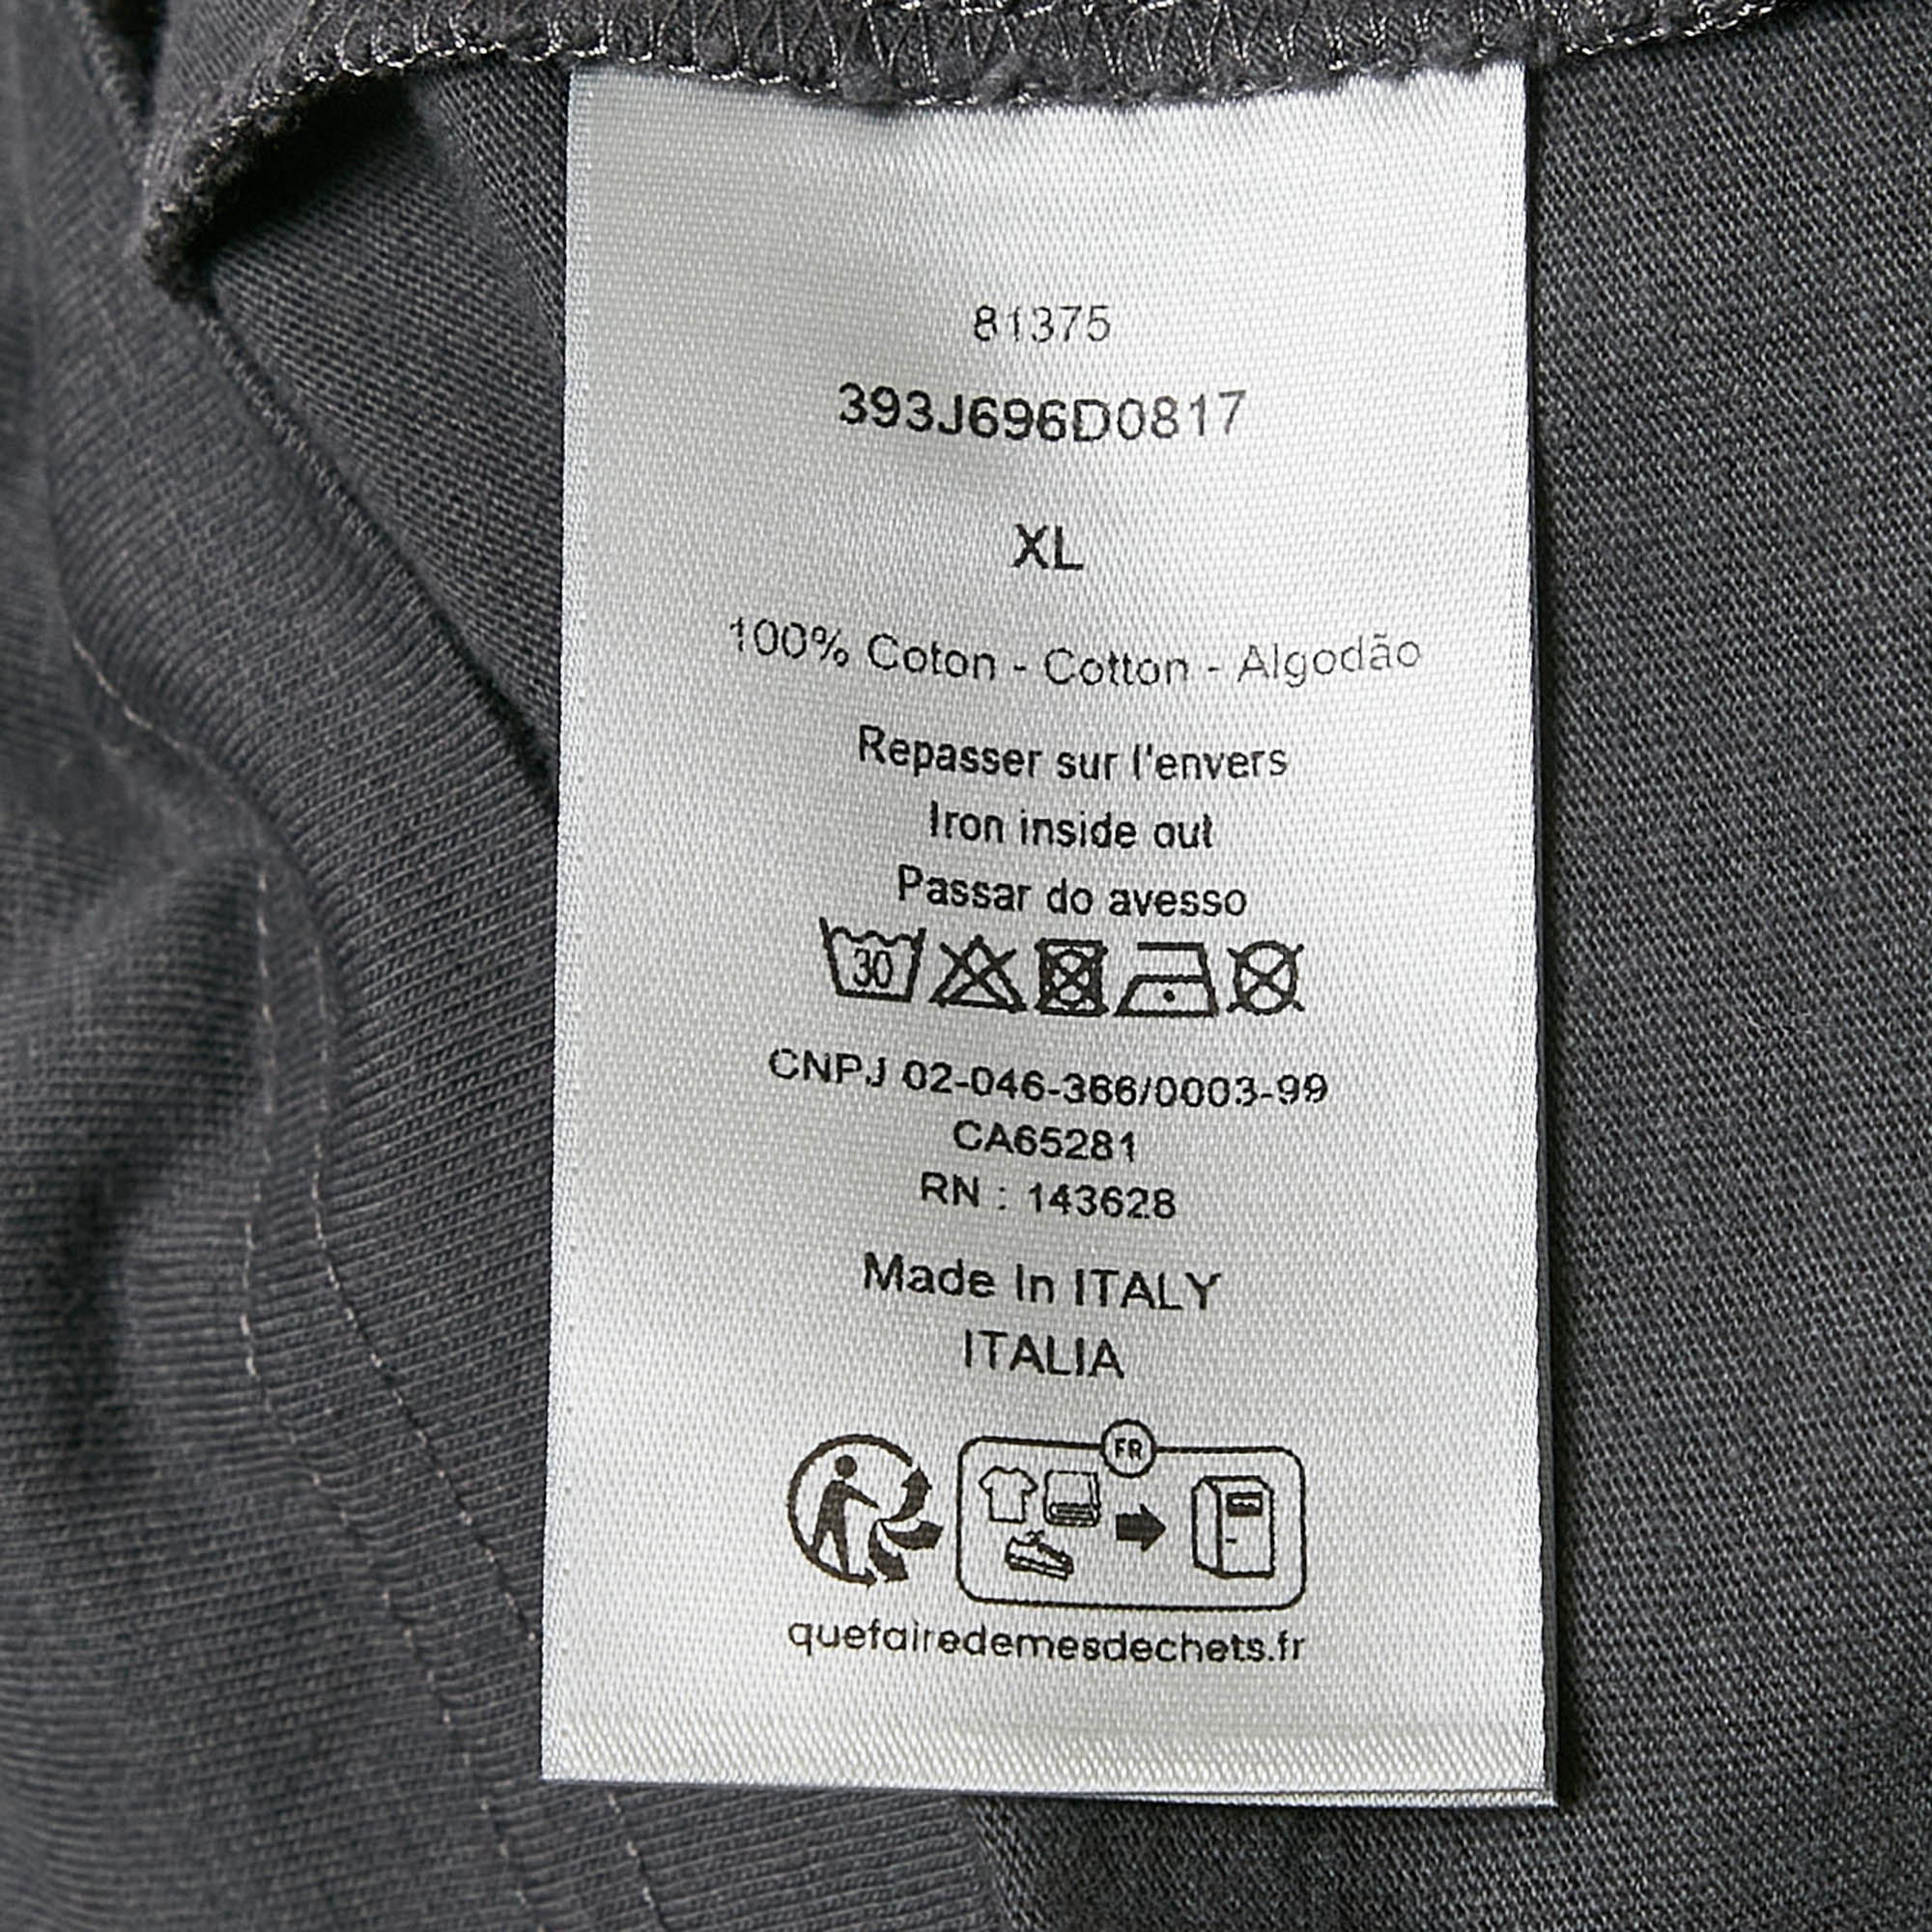 81375
393J696D0817
XL
100% Coton - Cotton - Algodão
Repasser sur l'envers
Iron inside out
Passar do avesso
30
CNPJ 02-046-366/0003-99
CA65281
RN : 143628
Made In ITALY
ITALIA
FR
quefairedemesdechets.fr